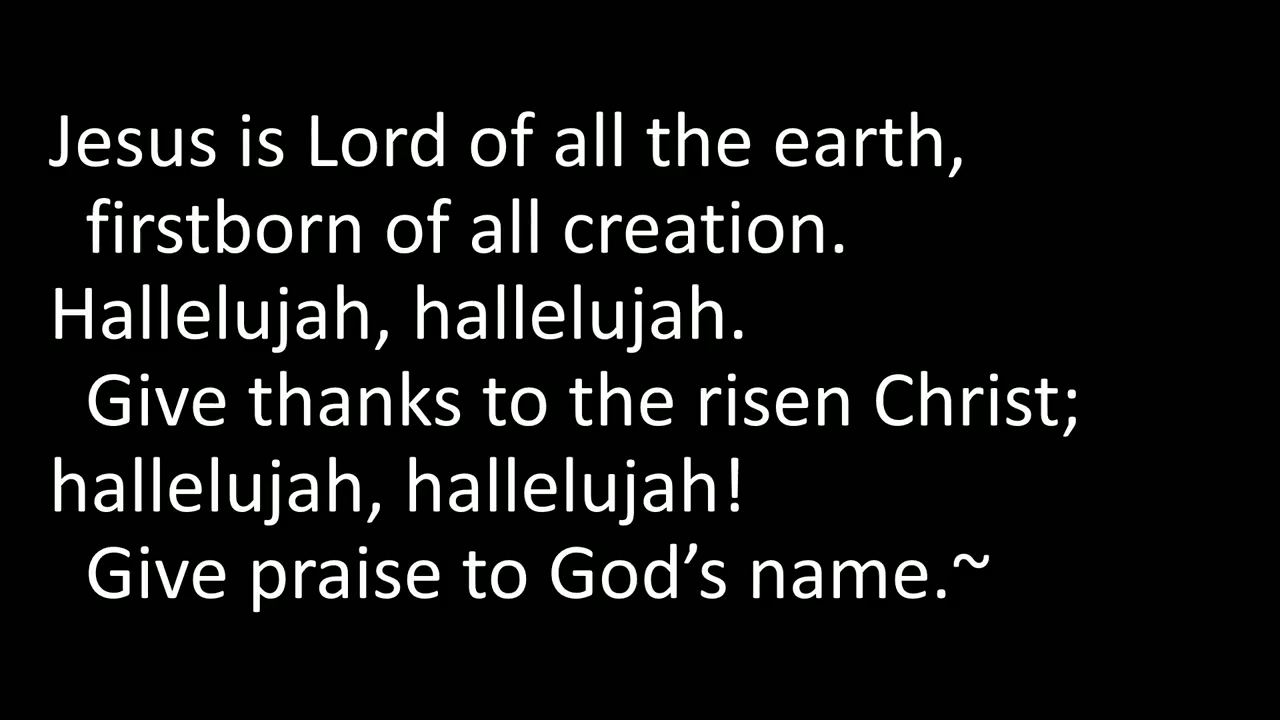 Jesus is Lord of all the earth,
firstborn of all creation.
Hallelujah, hallelujah.
Give thanks to the risen Christ;
hallelujah, hallelujah!
Give praise to God’s name.~